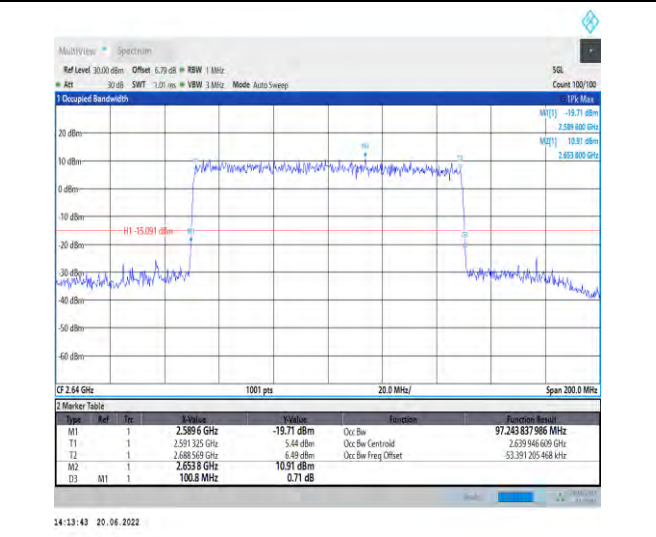 MultiView Spectrum
Ref Level 30.00 dBm Offset 6.79 dB RBW 1 MHz SGL
Att 30 dB SWT 1.01 ms VBW 3 MHz Mode Auto Sweep Count 100/100
1 Occupied Bandwidth 1Pk Max
M1[1] -19.71 dBm
2.589 600 GHz
20 dBm
M2[1] 10.91 dBm
2.653 800 GHz
M2
10 dBm T1 T2
0 dBm
-10 dBm
H1 -15.091 dBm M1 D3
-20 dBm
-30 dBm
-40 dBm
-50 dBm
-60 dBm
CF 2.64 GHz 1001 pts 20.0 MHz/ Span 200.0 MHz
2 Marker Table
Type Ref Trc X-Value Y-Value Function Function Result
M1 1 2.589 6 GHz -19.71 dBm Occ Bw 97.243 837 986 MHz
T1 1 2.591 325 GHz 5.44 dBm Occ Bw Centroid 2.639 946 609 GHz
T2 1 2.688 569 GHz 6.49 dBm Occ Bw Freq Offset -53.391 205 468 kHz
M2 1 2.653 8 GHz 10.91 dBm
D3 M1 1 100.8 MHz 0.71 dB
14:13:43 20.06.2022